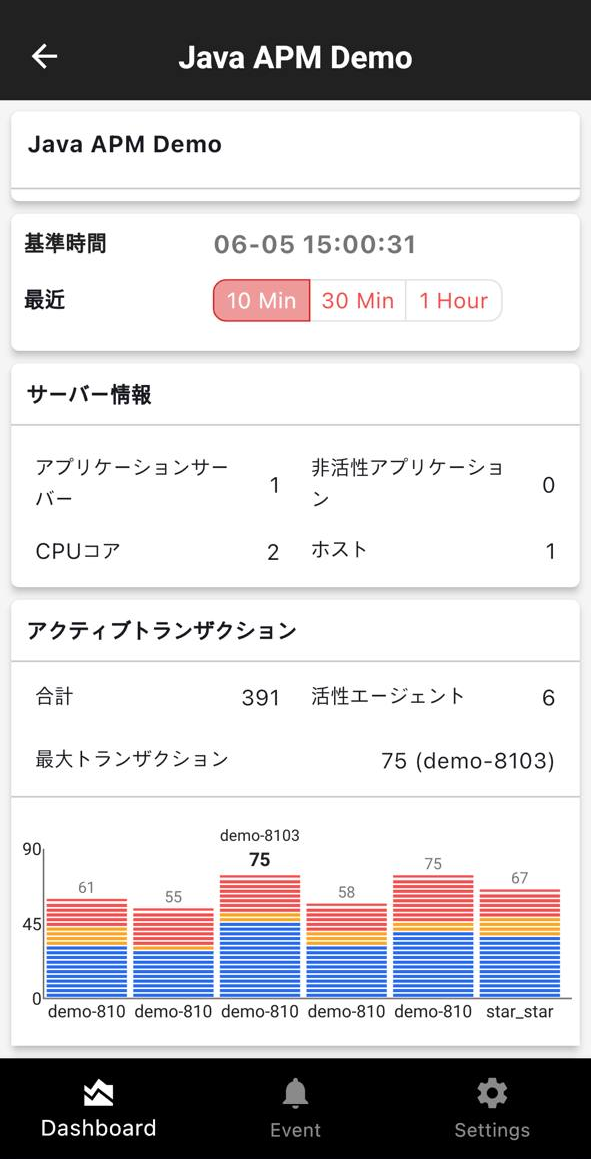 Java APM Demo
Java APM Demo
基準時間 06-05 15:00:31
最近 10 Min 30 Min 1 Hour
サーバー情報
アプリケーションサー
バー
1
非活性アプリケーショ
ン
0
CPUコア 2 ホスト 1
アクティブトランザクション
合計 391 活性エージェント 6
最大トランザクション 75 (demo-8103)
demo-8103
90
61 55 75 58 75 67
45
0
demo-810 demo-810 demo-810 demo-810 demo-810 star_star
Dashboard Event Settings